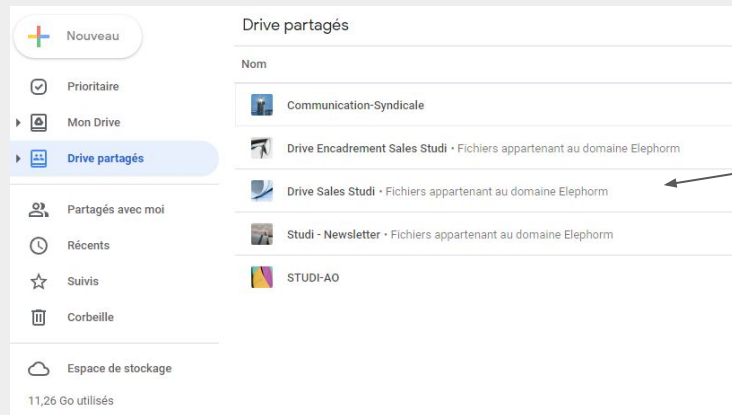 Nouveau
Prioritaire
Mon Drive
Drive partagés
Partagés avec moi
Récents
Suivis
Corbeille
Espace de stockage
11,26 Go utilisés
Drive partagés
Nom
Communication-Syndicale
Drive Encadrement Sales Studi • Fichiers appartenant au domaine Elephorm
Drive Sales Studi • Fichiers appartenant au domaine Elephorm
Studi - Newsletter • Fichiers appartenant au domaine Elephorm
STUDI-AO